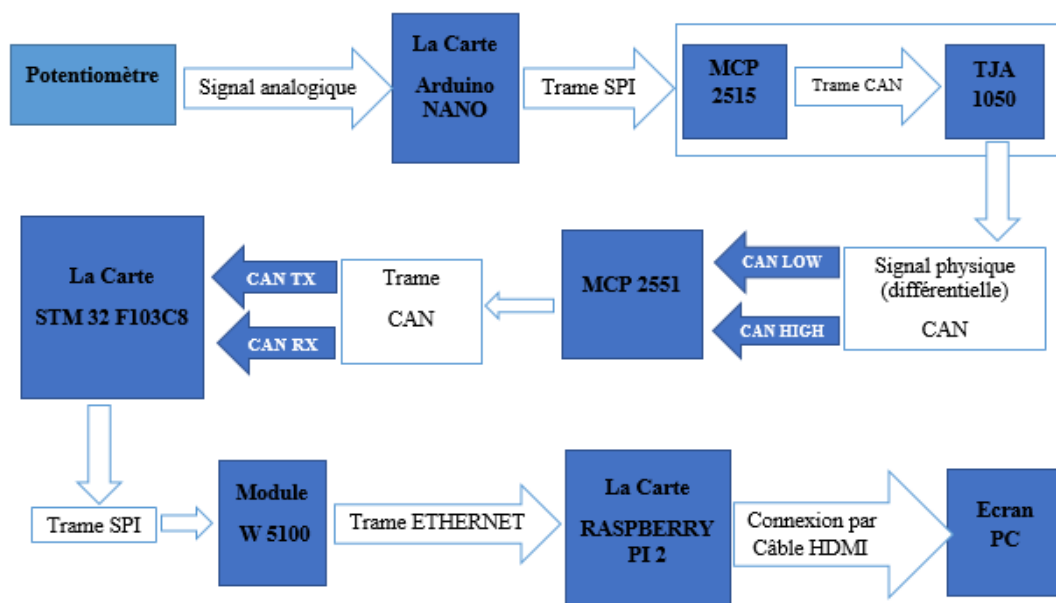 Potentiomètre
Signal analogique
La Carte
Arduino
NANO
Trame SPI
MCP
2515
Trame CAN
TJA
1050
La Carte
STM 32 F103C8
CAN TX
CAN RX
Trame
CAN
MCP 2551
CAN LOW
CAN HIGH
Signal physique
(différentielle)
CAN
Trame SPI
Module
W 5100
Trame ETHERNET
La Carte
RASPBERRY
PI 2
Connexion par
Câble HDMI
Ecran
PC